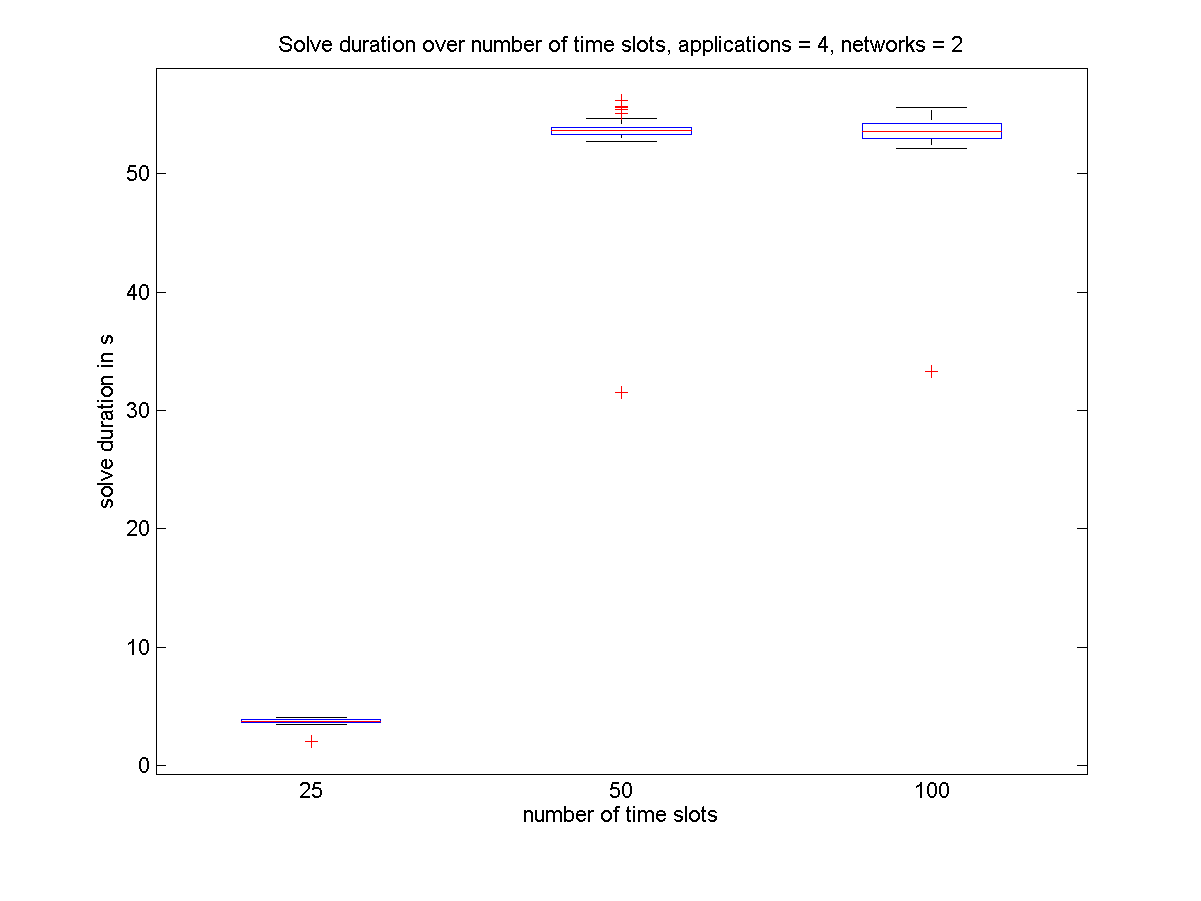 Solve duration over number of time slots, applications = 4, networks = 2
50
40
30
20
10
0
solve duration in s
25 50 100
number of time slots